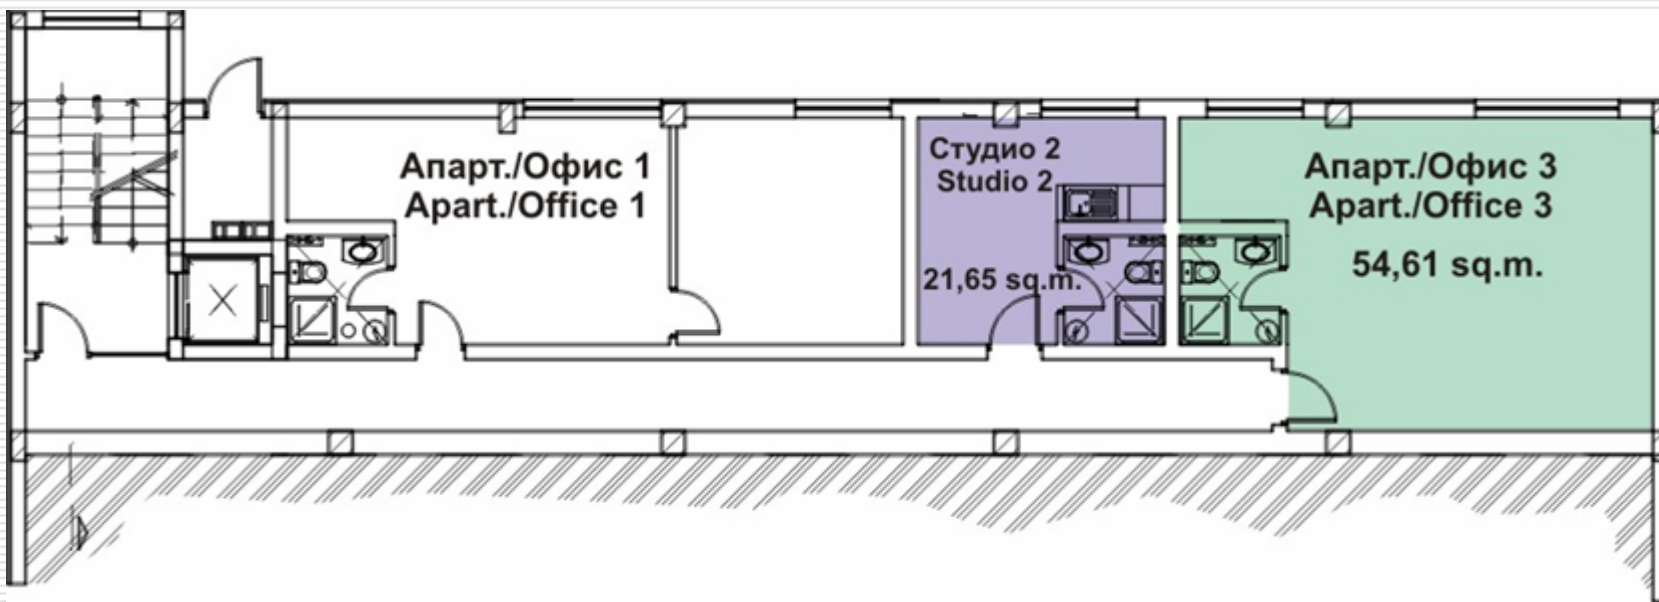 Апарт./Офис 1
Apart./Office 1
Студио 2
Studio 2
21,65 sq.m.
Апарт./Офис 3
Apart./Office 3
54,61 sq.m.